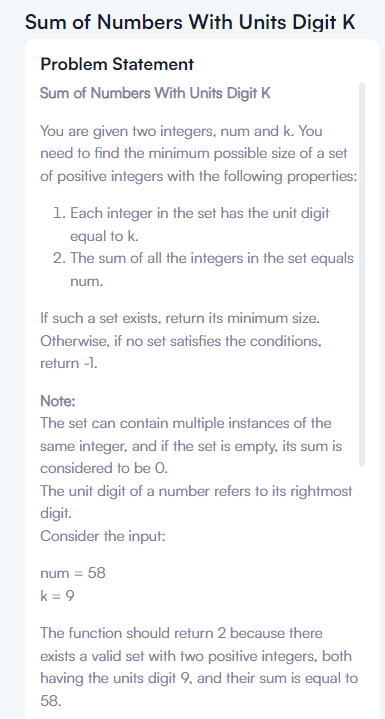 Sum of Numbers With Units Digit K
Problem Statement
Sum of Numbers With Units Digit K
You are given two integers, num and k. You
need to find the minimum possible size of a set
of positive integers with the following properties:
1. Each integer in the set has the unit digit
equal to k.
2. The sum of all the integers in the set equals
num.
If such a set exists, return its minimum size.
Otherwise, if no set satisfies the conditions,
return -1.
Note:
The set can contain multiple instances of the
same integer, and if the set is empty, its sum is
considered to be 0.
The unit digit of a number refers to its rightmost
digit.
Consider the input:
num = 58
k = 9
The function should return 2 because there
exists a valid set with two positive integers, both
having the units digit 9, and their sum is equal to
58.